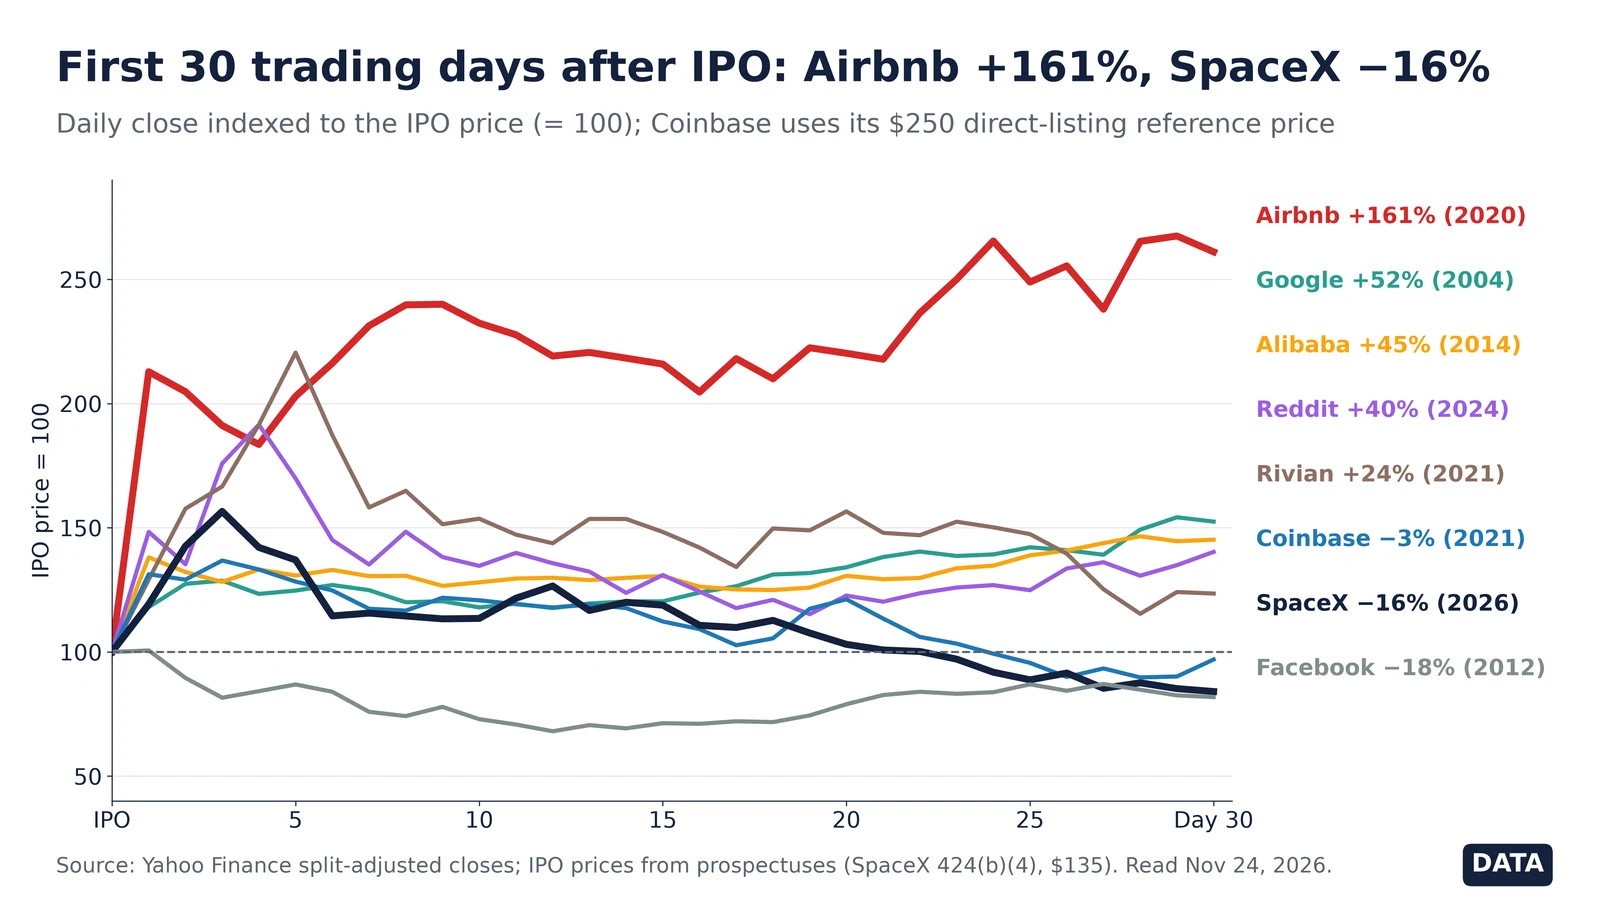 First 30 trading days after IPO: Airbnb +161%, SpaceX −16%
Daily close indexed to the IPO price (= 100); Coinbase uses its $250 direct-listing reference price
IPO price = 100
250
200
150
100
50
IPO
5
10
15
20
25
Day 30
Airbnb +161% (2020)
Google +52% (2004)
Alibaba +45% (2014)
Reddit +40% (2024)
Rivian +24% (2021)
Coinbase −3% (2021)
SpaceX −16% (2026)
Facebook −18% (2012)
Source: Yahoo Finance split-adjusted closes; IPO prices from prospectuses (SpaceX 424(b)(4), $135). Read Nov 24, 2026.
DATA